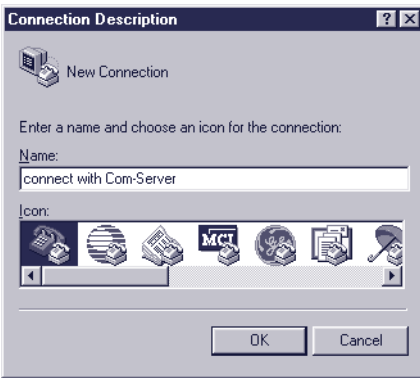 Connection Description
New Connection
Enter a name and choose an icon for the connection:
Name:
connect with Com-Server
Icon:
MCI
OK
Cancel